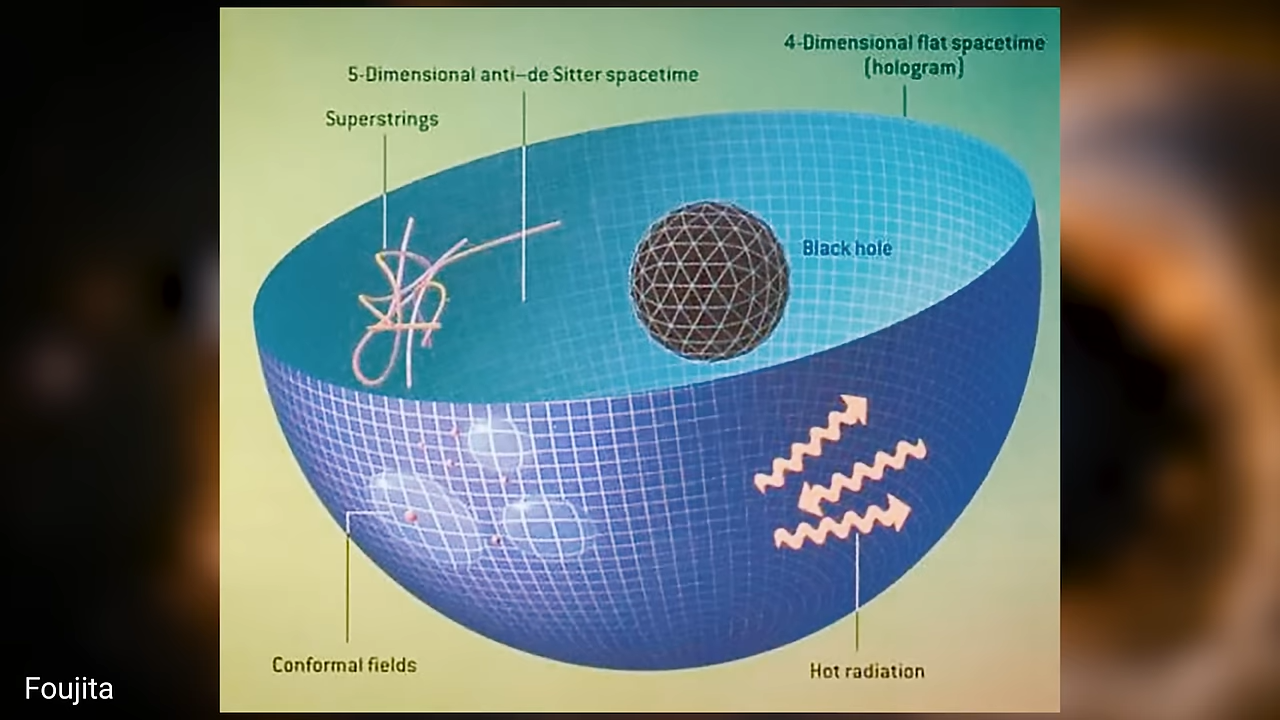 4-Dimensional flat spacetime
(hologram)
5-Dimensional anti–de Sitter spacetime
Superstrings
Black hole
Conformal fields
Hot radiation
Foujita